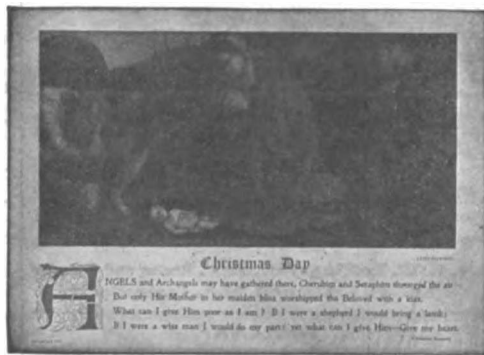 Christmas Day
ANGELS and Archangels may have gathered there, Cherubim and Seraphim thronged the air
But only His Mother in her maiden bliss worshipped the Beloved with a kiss.
What can I give Him poor as I am? If I were a shepherd I would bring a lamb;
If I were a wise man I would do my part; yet what can I give Him—Give my heart.